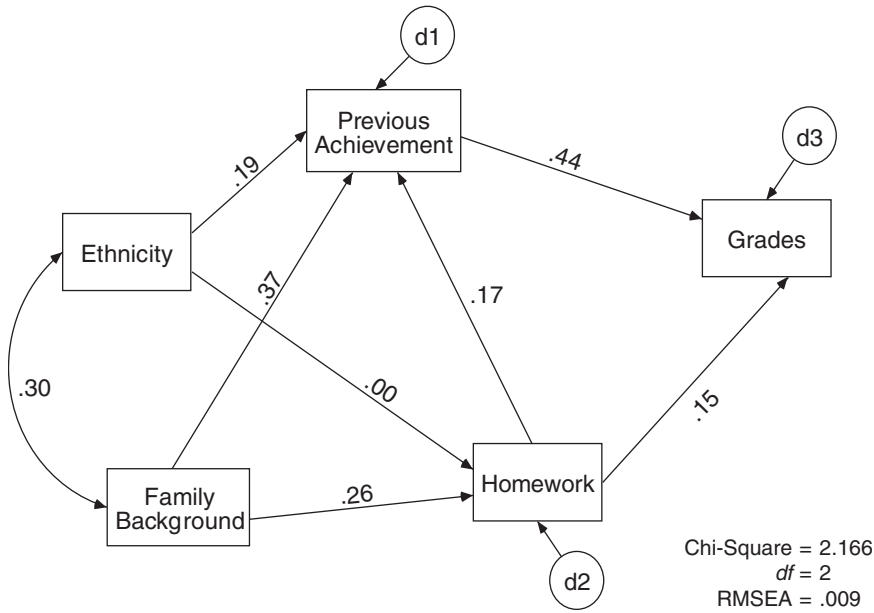 d1
Previous
Achievement
d3
.19
.44
Grades
Ethnicity
.37
.17
.30
.00
.15
Family
Background
.26
Homework
d2
Chi-Square = 2.166
df = 2
RMSEA = .009